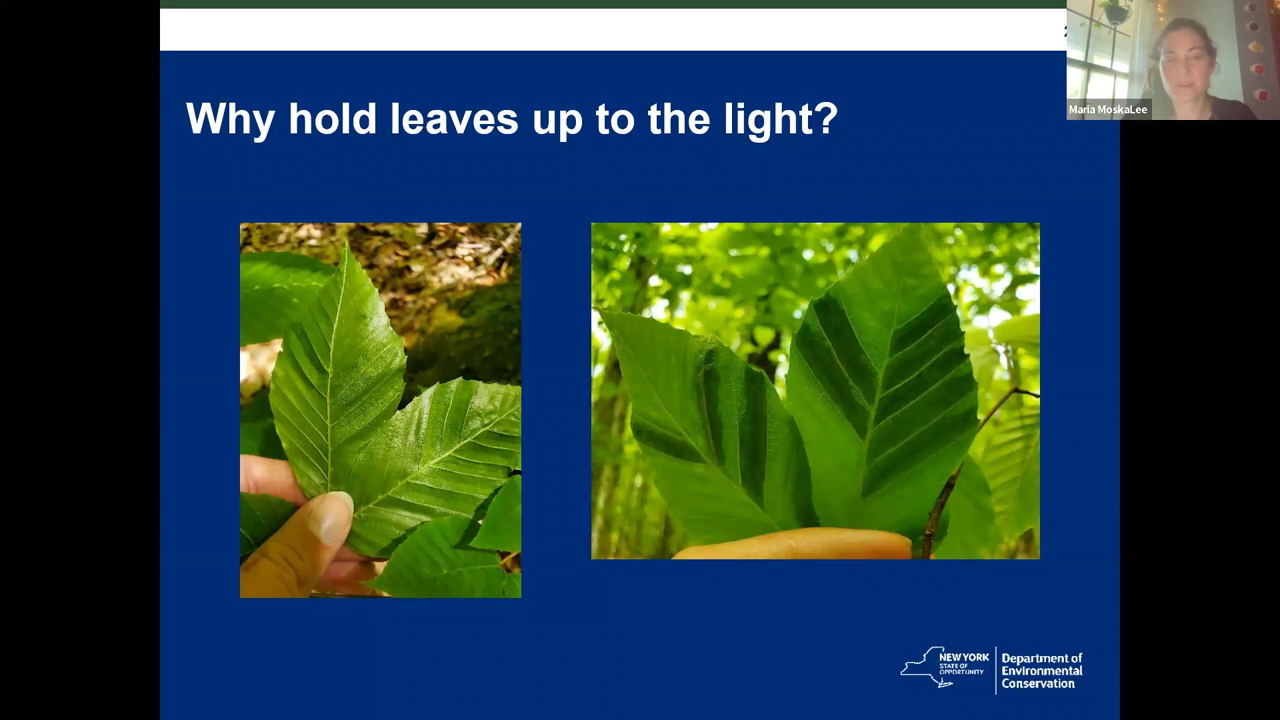 Maria MoskaLee
Why hold leaves up to the light?
NEW YORK
STATE OF
OPPORTUNITY
Department of
Environmental
Conservation